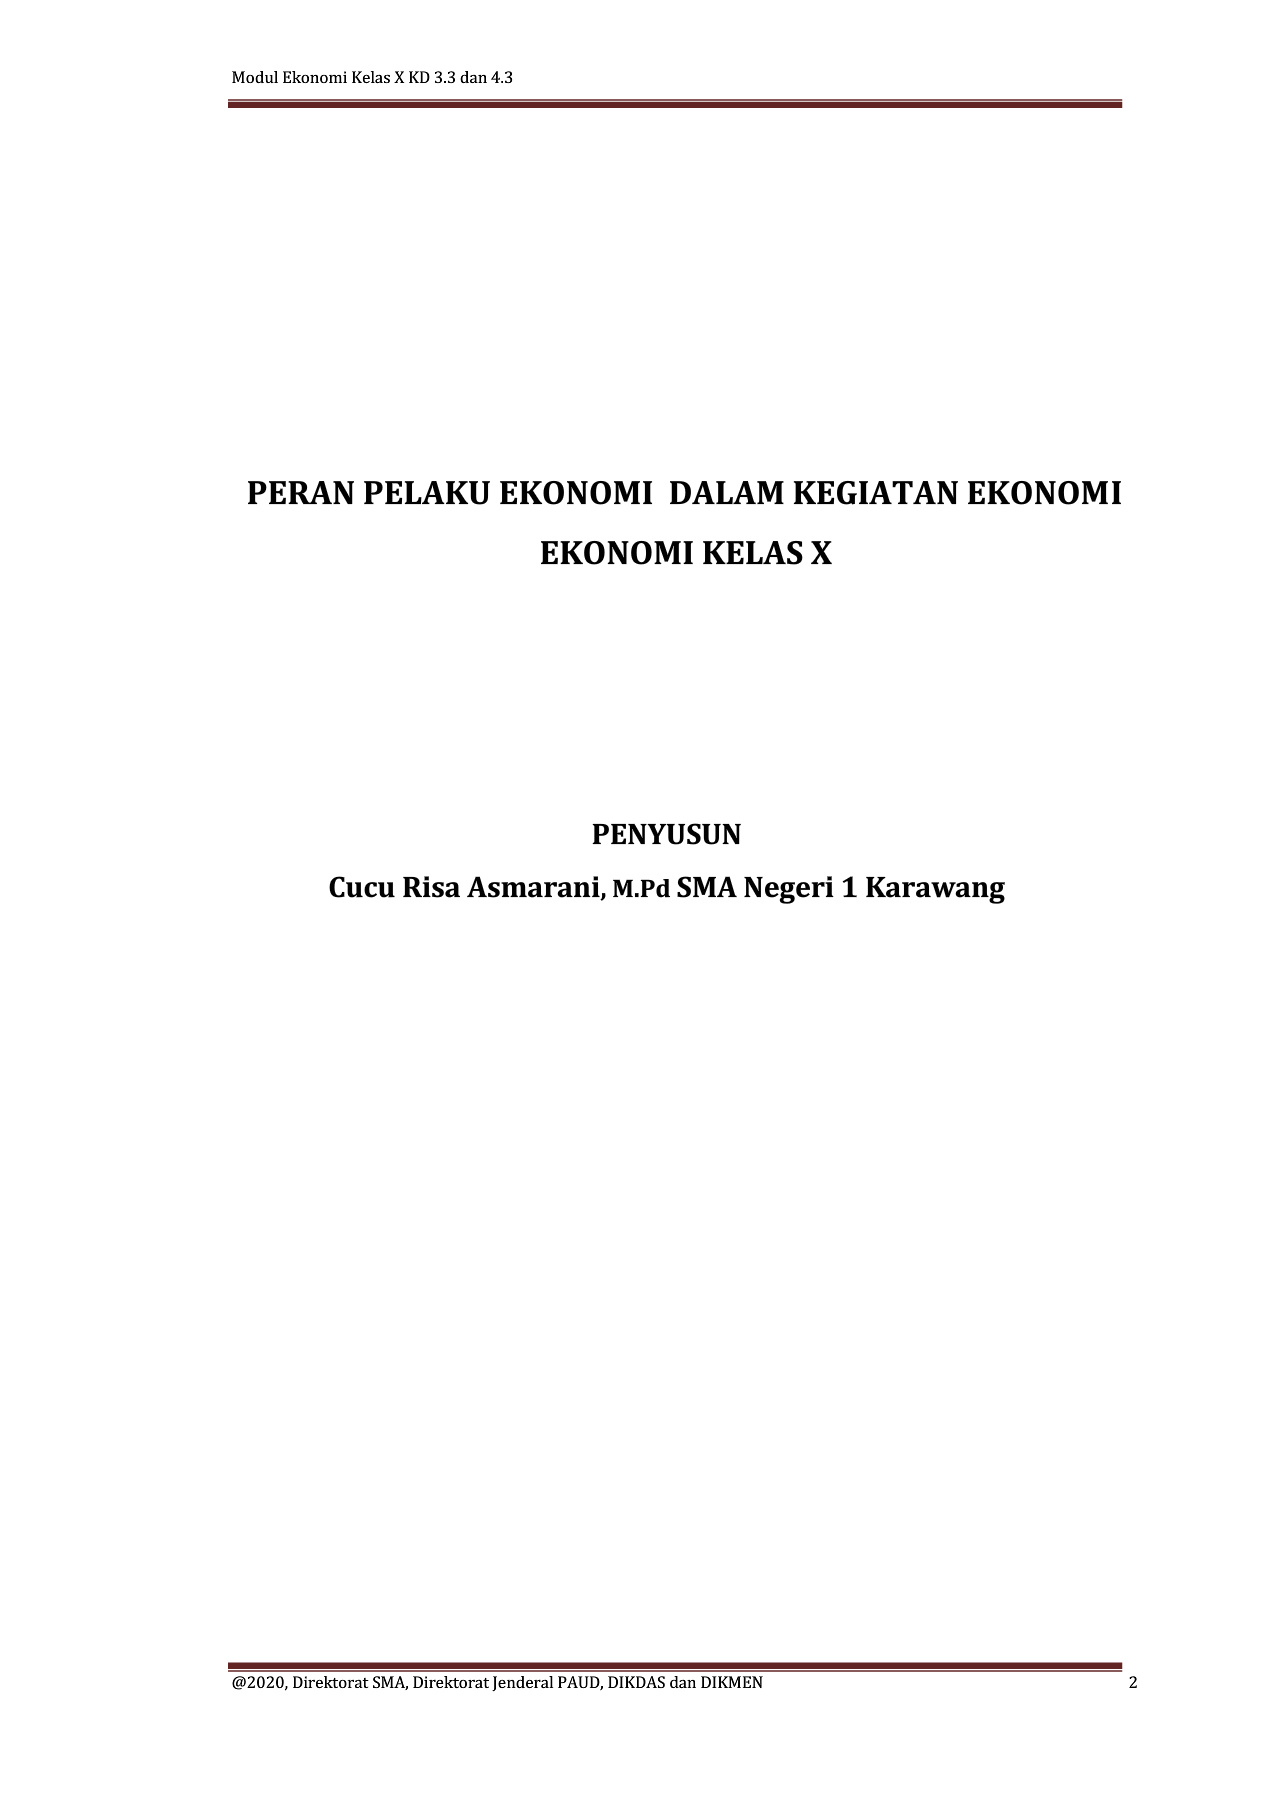 Modul Ekonomi Kelas X KD 3.3 dan 4.3
PERAN PELAKU EKONOMI  DALAM KEGIATAN EKONOMI
EKONOMI KELAS X
PENYUSUN
Cucu Risa Asmarani, M.Pd SMA Negeri 1 Karawang
@2020, Direktorat SMA, Direktorat Jenderal PAUD, DIKDAS dan DIKMEN 2